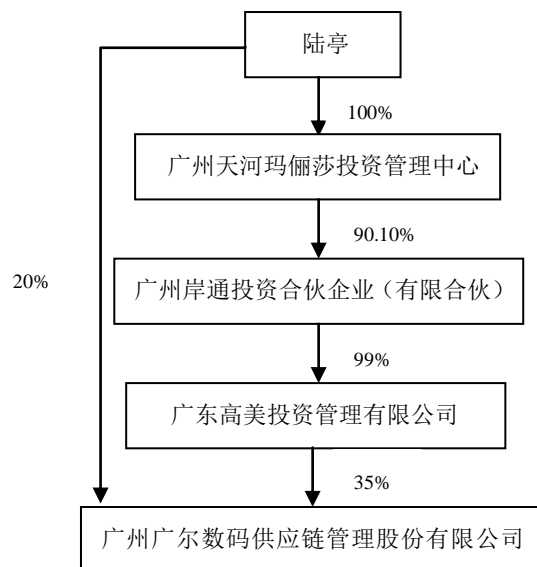 陆亭
100%
广州天河玛俪莎投资管理中心
90.10%
20%
广州岸通投资合伙企业（有限合伙）
99%
广东高美投资管理有限公司
35%
广州广尔数码供应链管理股份有限公司